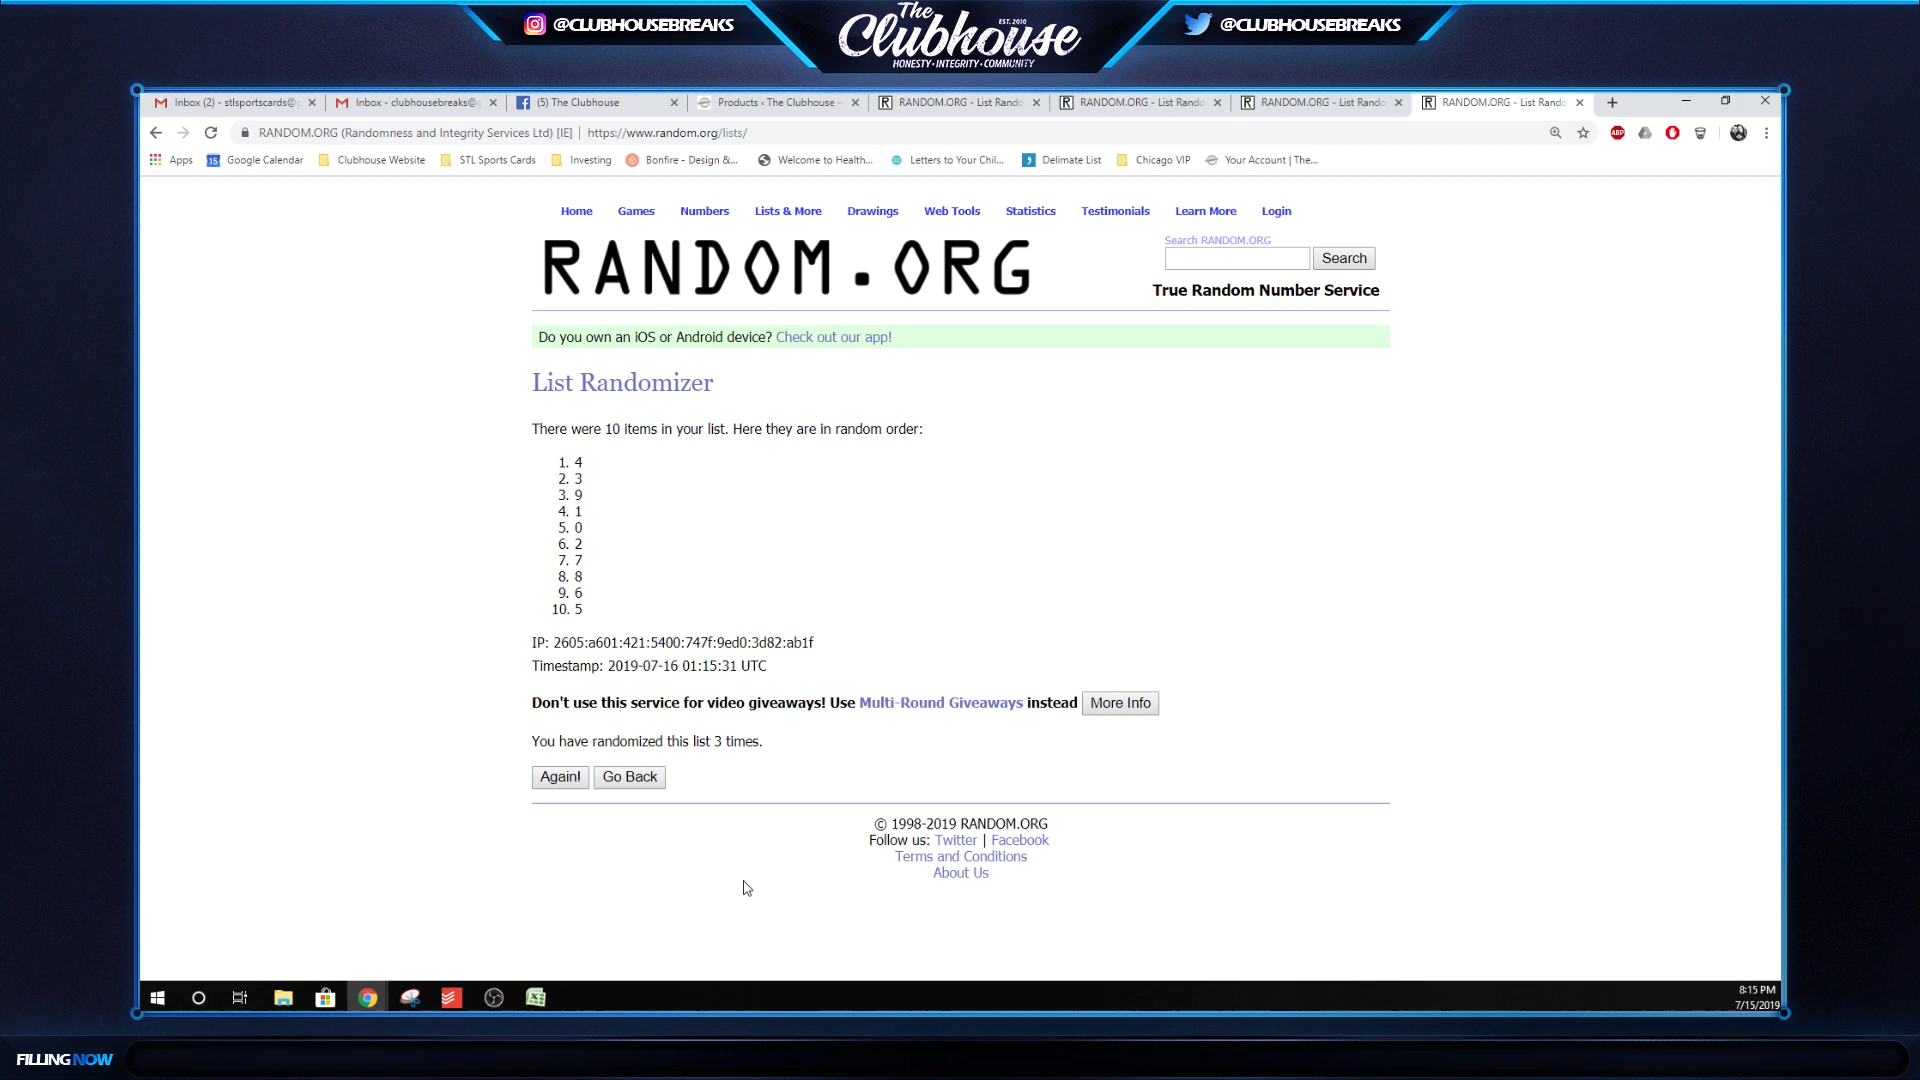 @CLUBHOUSEBREAKS
The
Clubhouse
EST. 2010
HONESTY • INTEGRITY • COMMUNITY
@CLUBHOUSEBREAKS
Inbox (2) - stlsportscards@
Inbox - clubhousebreaks@
(5) The Clubhouse
Products ‹ The Clubhouse
RANDOM.ORG - List Rando
RANDOM.ORG - List Rando
RANDOM.ORG - List Rando
RANDOM.ORG - List Rando
RANDOM.ORG (Randomness and Integrity Services Ltd) [IE] | https://www.random.org/lists/
ABP
Apps 15 Google Calendar Clubhouse Website STL Sports Cards Investing Bonfire - Design &... Welcome to Health... Letters to Your Chil... Delimate List Chicago VIP Your Account | The...
Home Games Numbers Lists & More Drawings Web Tools Statistics Testimonials Learn More Login
RANDOM.ORG
Search RANDOM.ORG
Search
True Random Number Service
Do you own an iOS or Android device? Check out our app!
List Randomizer
There were 10 items in your list. Here they are in random order:
1. 4
2. 3
3. 9
4. 1
5. 0
6. 2
7. 7
8. 8
9. 6
10. 5
IP: 2605:a601:421:5400:747f:9ed0:3d82:ab1f
Timestamp: 2019-07-16 01:15:31 UTC
Don't use this service for video giveaways! Use Multi-Round Giveaways instead More Info
You have randomized this list 3 times.
Again! Go Back
© 1998-2019 RANDOM.ORG
Follow us: Twitter | Facebook
Terms and Conditions
About Us
8:15 PM
7/15/2019
FILLING NOW